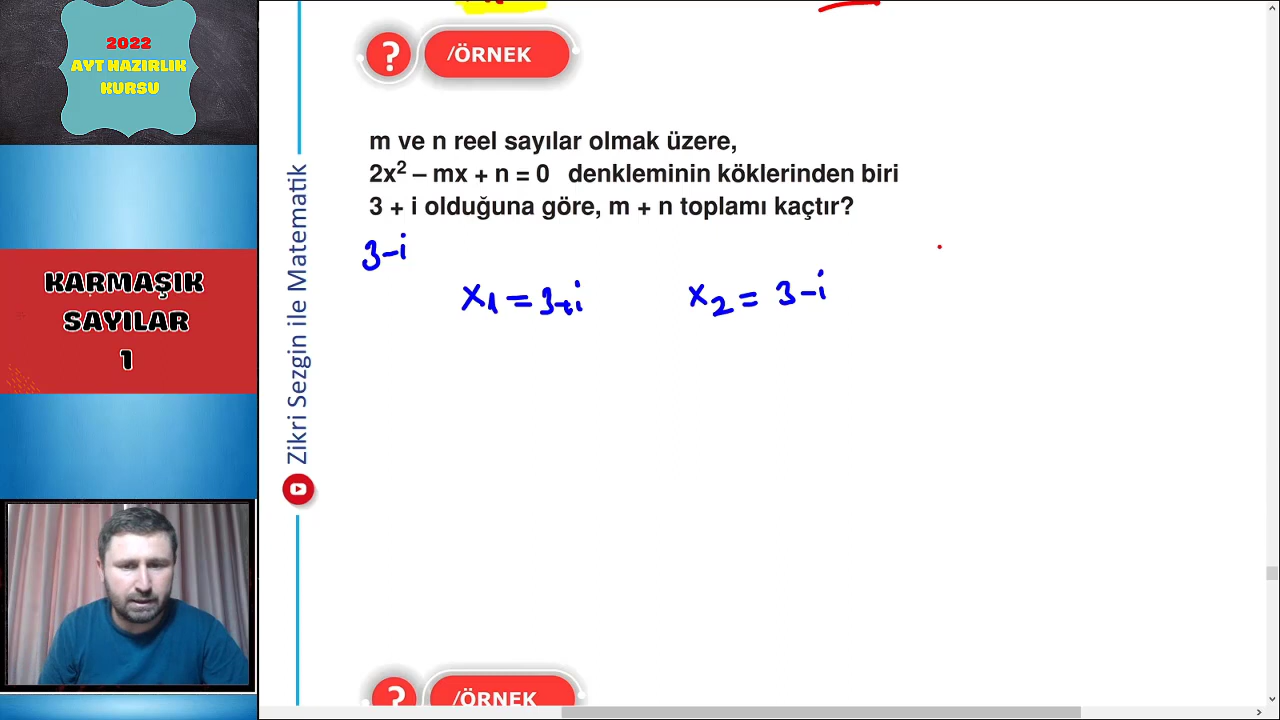 2022
AYT HAZIRLIK
KURSU
KARMAŞIK
SAYILAR
1
Zikri Sezgin ile Matematik
? /ÖRNEK
m ve n reel sayılar olmak üzere,
2x² – mx + n = 0 denkleminin köklerinden biri
3 + i olduğuna göre, m + n toplamı kaçtır?
3-i
x₁ = 3+i x₂ = 3-i
? /ÖRNEK